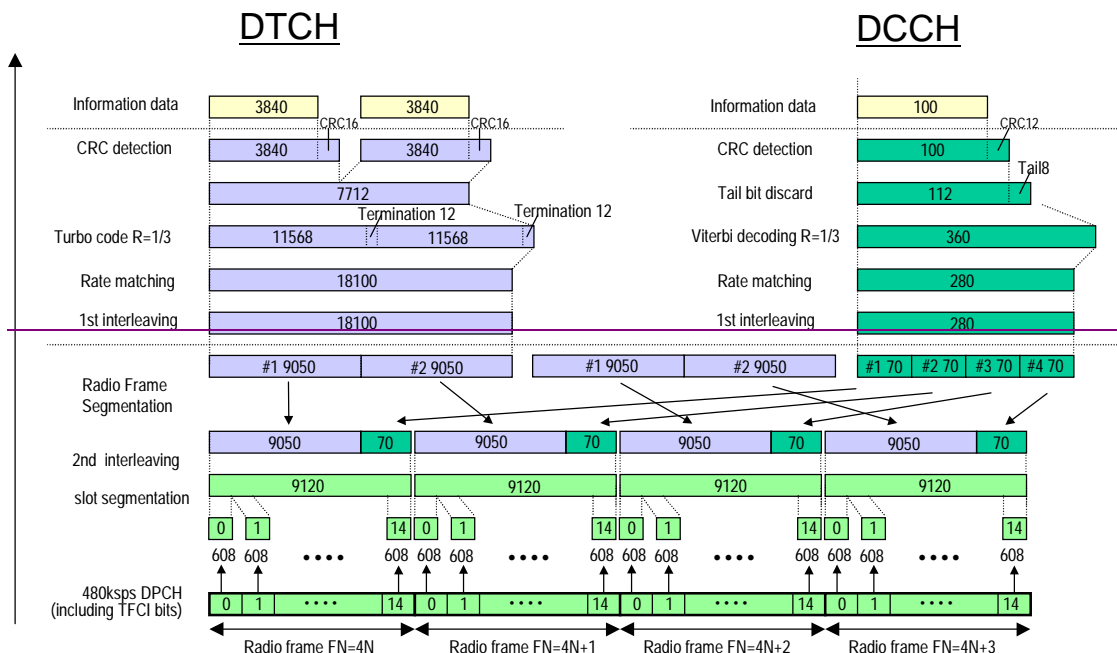 DTCH DCCH
Information data 3840 3840 Information data 100
CRC16 CRC16 CRC12
CRC detection 3840 3840 CRC detection 100
Tail8
7712 Tail bit discard 112
Termination 12 Termination 12
Turbo code R=1/3 11568 11568 Viterbi decoding R=1/3 360
Rate matching 18100 Rate matching 280
1st interleaving 18100 1st interleaving 280
#1 9050 #2 9050 #1 9050 #2 9050 #1 70 #2 70 #3 70 #4 70
Radio Frame
Segmentation
9050 70 9050 70 9050 70 9050 70
2nd interleaving
slot segmentation 9120 9120 9120 9120
0 1 14 0 1 14 0 1 14 0 1 14
608 608 •••• 608 608 608 •••• 608 608 608 •••• 608 608 608 •••• 608
480ksps DPCH
(including TFCI bits) 0 1 •••• 14 0 1 •••• 14 0 1 •••• 14 0 1 •••• 14
Radio frame FN=4N Radio frame FN=4N+1 Radio frame FN=4N+2 Radio frame FN=4N+3